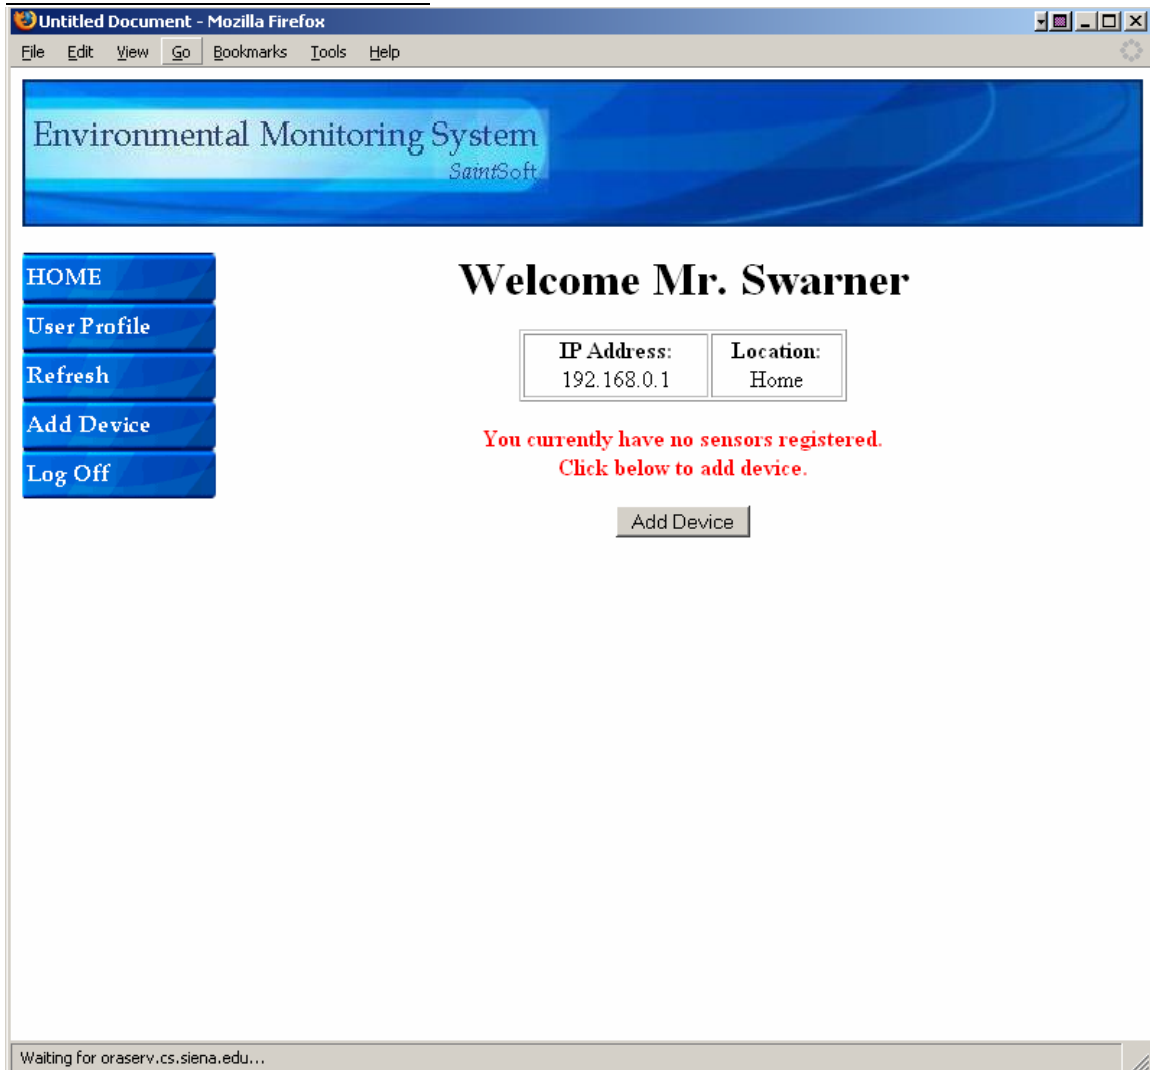 Untitled Document - Mozilla Firefox
File Edit View Go Bookmarks Tools Help
Environmental Monitoring System
SaintSoft
HOME
User Profile
Refresh
Add Device
Log Off
Welcome Mr. Swarner
IP Address: Location:
192.168.0.1 Home
You currently have no sensors registered.
Click below to add device.
Add Device
Waiting for oraserv.cs.siena.edu...